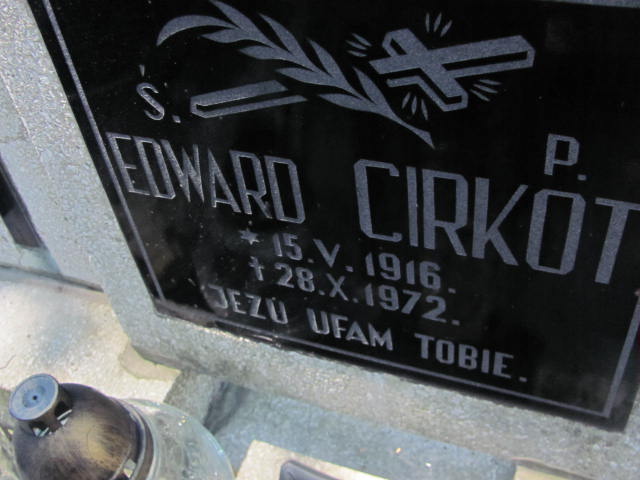 Ś. P.
EDWARD CIRKOT
* 15.V.1916.
† 28.X.1972.
JEZU UFAM TOBIE.